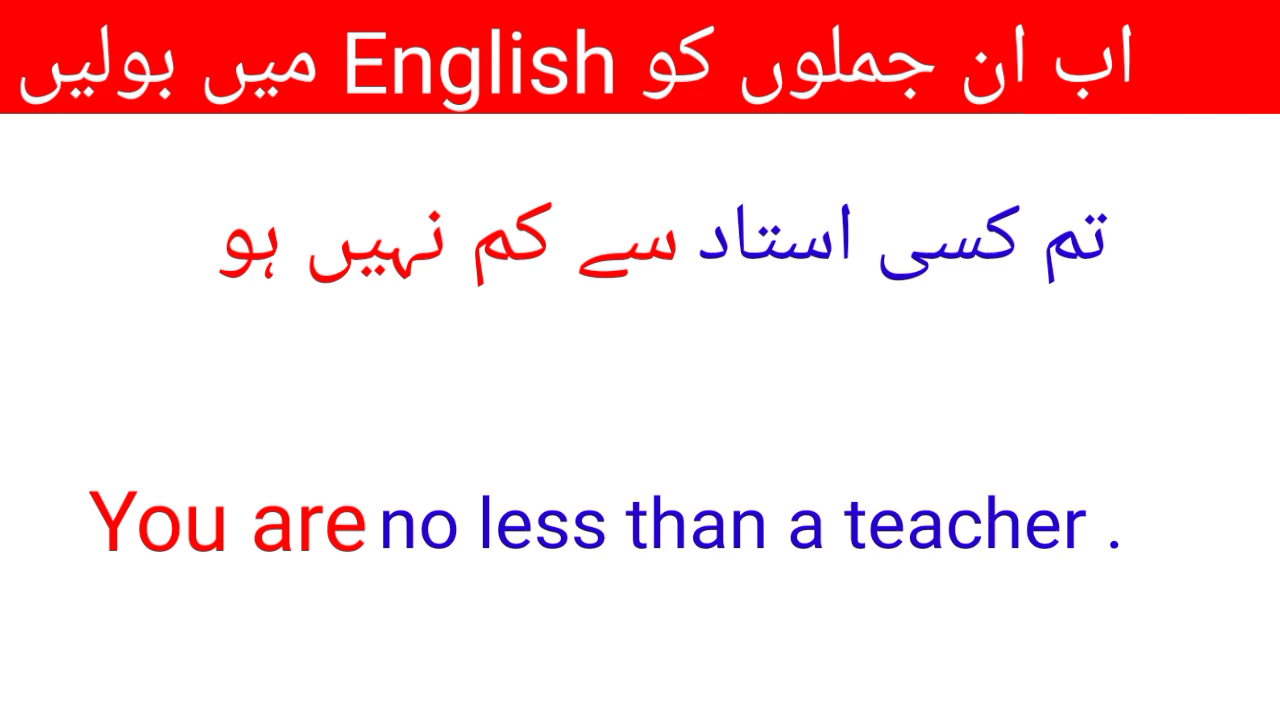 اب ان جملوں کو English میں بولیں
تم کسی استاد سے کم نہیں ہو
You are no less than a teacher .